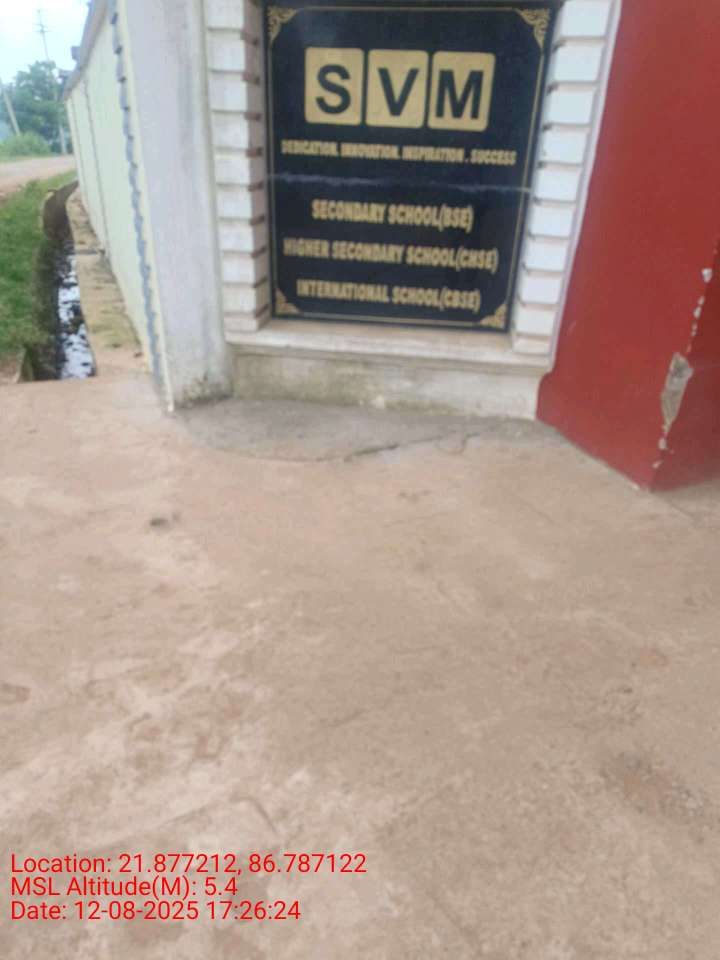 SVM
DEDICATION. INNOVATION. INSPIRATION. SUCCESS
SECONDARY SCHOOL(BSE)
HIGHER SECONDARY SCHOOL(CHSE)
INTERNATIONAL SCHOOL(CBSE)
Location: 21.877212, 86.787122
MSL Altitude(M): 5.4
Date: 12-08-2025 17:26:24